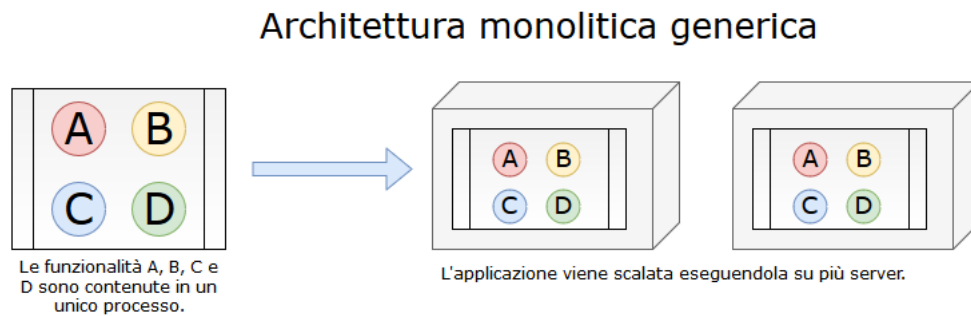 Architettura monolitica generica
A B
C D
Le funzionalità A, B, C e
D sono contenute in un
unico processo.
A B
C D
A B
C D
L'applicazione viene scalata eseguendola su più server.